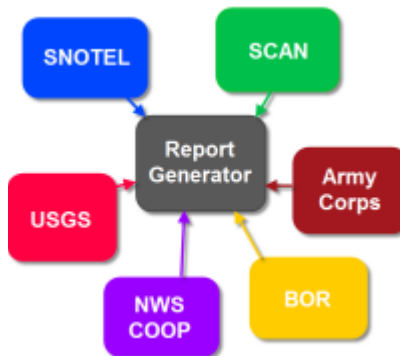 SNOTEL
SCAN
Report
Generator
Army
Corps
USGS
BOR
NWS
COOP